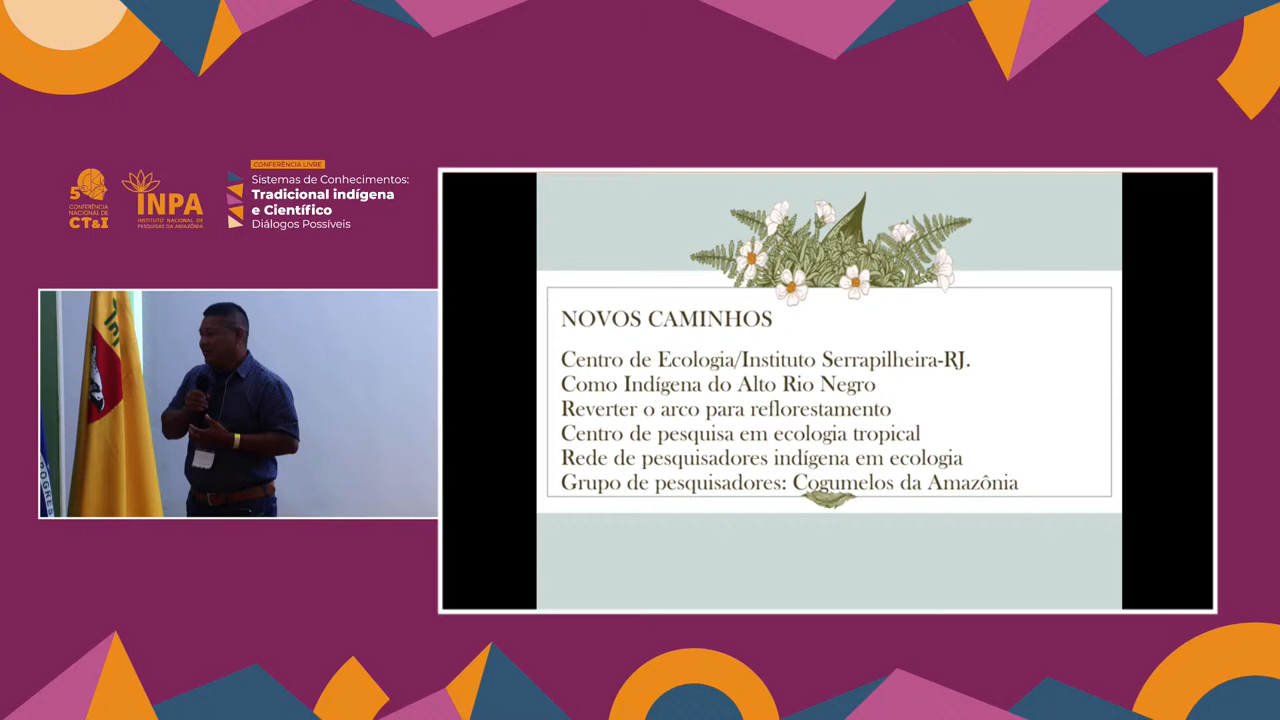 5ª
CONFERÊNCIA
NACIONAL DE
CT&I
INPA
INSTITUTO NACIONAL DE
PESQUISAS DA AMAZÔNIA
CONFERÊNCIA LIVRE
Sistemas de Conhecimentos:
Tradicional indígena
e Científico
Diálogos Possíveis
NOVOS CAMINHOS
Centro de Ecologia/Instituto Serrapilheira-RJ.
Como Indígena do Alto Rio Negro
Reverter o arco para reflorestamento
Centro de pesquisa em ecologia tropical
Rede de pesquisadores indígena em ecologia
Grupo de pesquisadores: Cogumelos da Amazônia